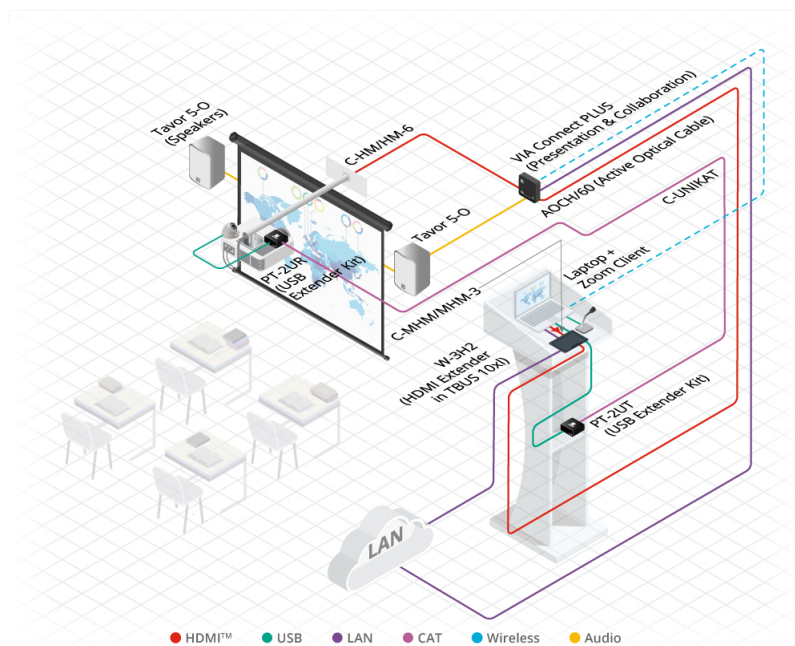 Tavor 5-O
(Speakers)
C-HM/HM-6
VIA Connect PLUS
(Presentation & Collaboration)
AOCH/60 (Active Optical Cable)
C-UNIKAT
Tavor 5-O
PT-2UR
(USB
Extender Kit)
C-MHM/MHM-3
Laptop +
Zoom Client
W-3H2
(HDMI Extender
in TBUS 10xl)
PT-2UT
(USB Extender Kit)
LAN
HDMI™
USB
LAN
CAT
Wireless
Audio